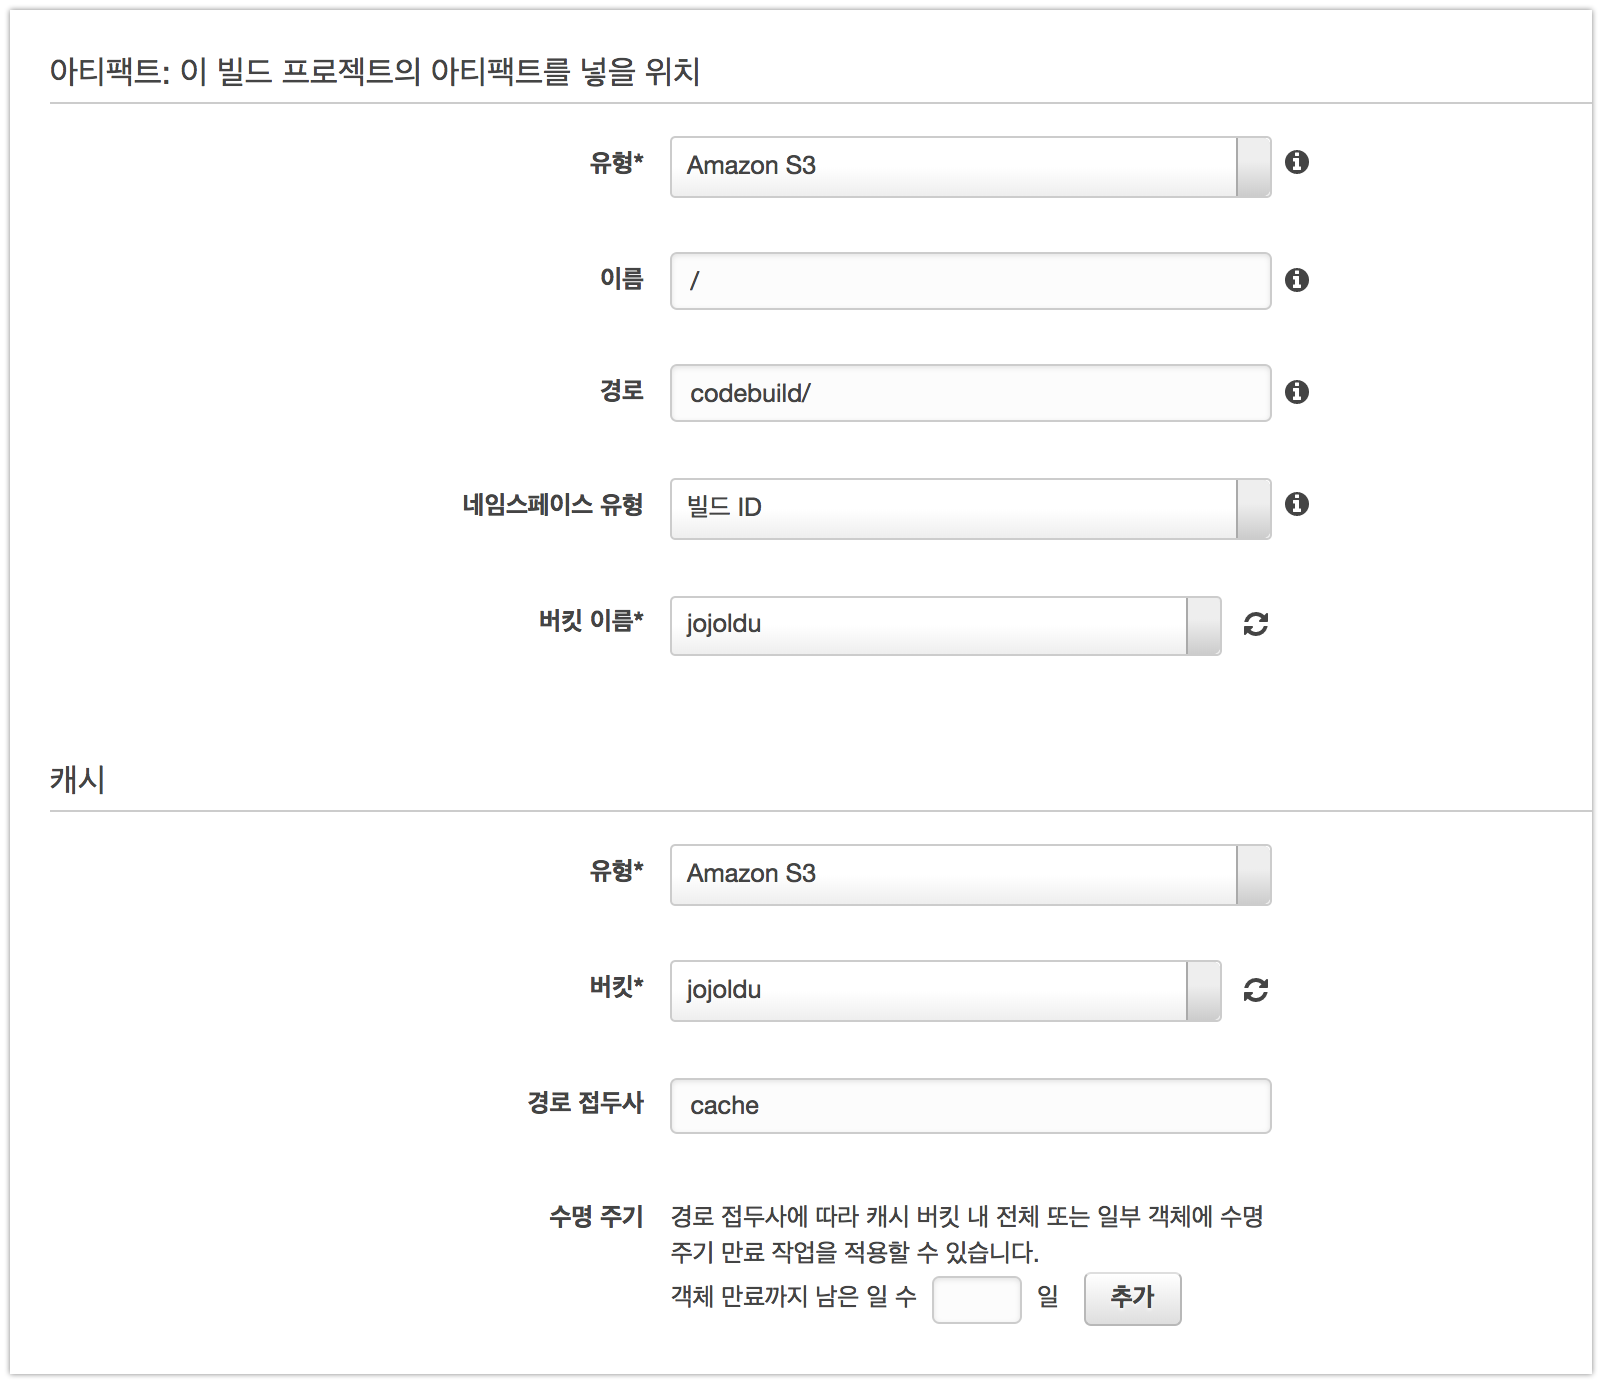 아티팩트: 이 빌드 프로젝트의 아티팩트를 넣을 위치
유형* Amazon S3
이름 /
경로 codebuild/
네임스페이스 유형 빌드 ID
버킷 이름* jojoldu
캐시
유형* Amazon S3
버킷* jojoldu
경로 접두사 cache
수명 주기 경로 접두사에 따라 캐시 버킷 내 전체 또는 일부 객체에 수명
주기 만료 작업을 적용할 수 있습니다.
객체 만료까지 남은 일 수 일 추가